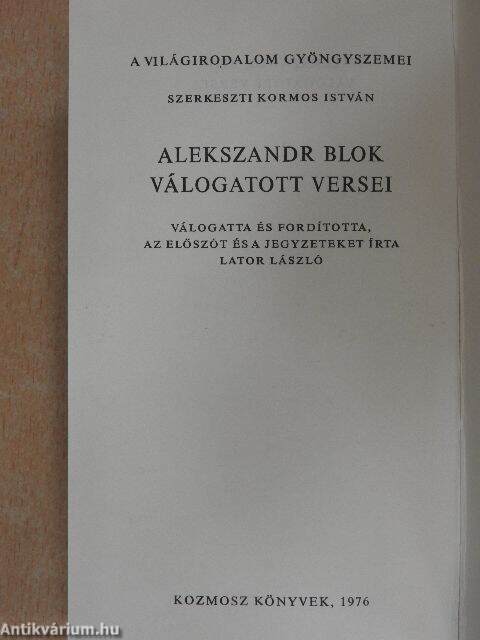 A VILÁGIRODALOM GYÖNGYSZEMEI
SZERKESZTI KORMOS ISTVÁN
ALEKSZANDR BLOK
VÁLOGATOTT VERSEI
VÁLOGATTA ÉS FORDÍTOTTA,
AZ ELŐSZÓT ÉS A JEGYZETEKET ÍRTA
LATOR LÁSZLÓ
KOZMOSZ KÖNYVEK, 1976
Antikvárium.hu